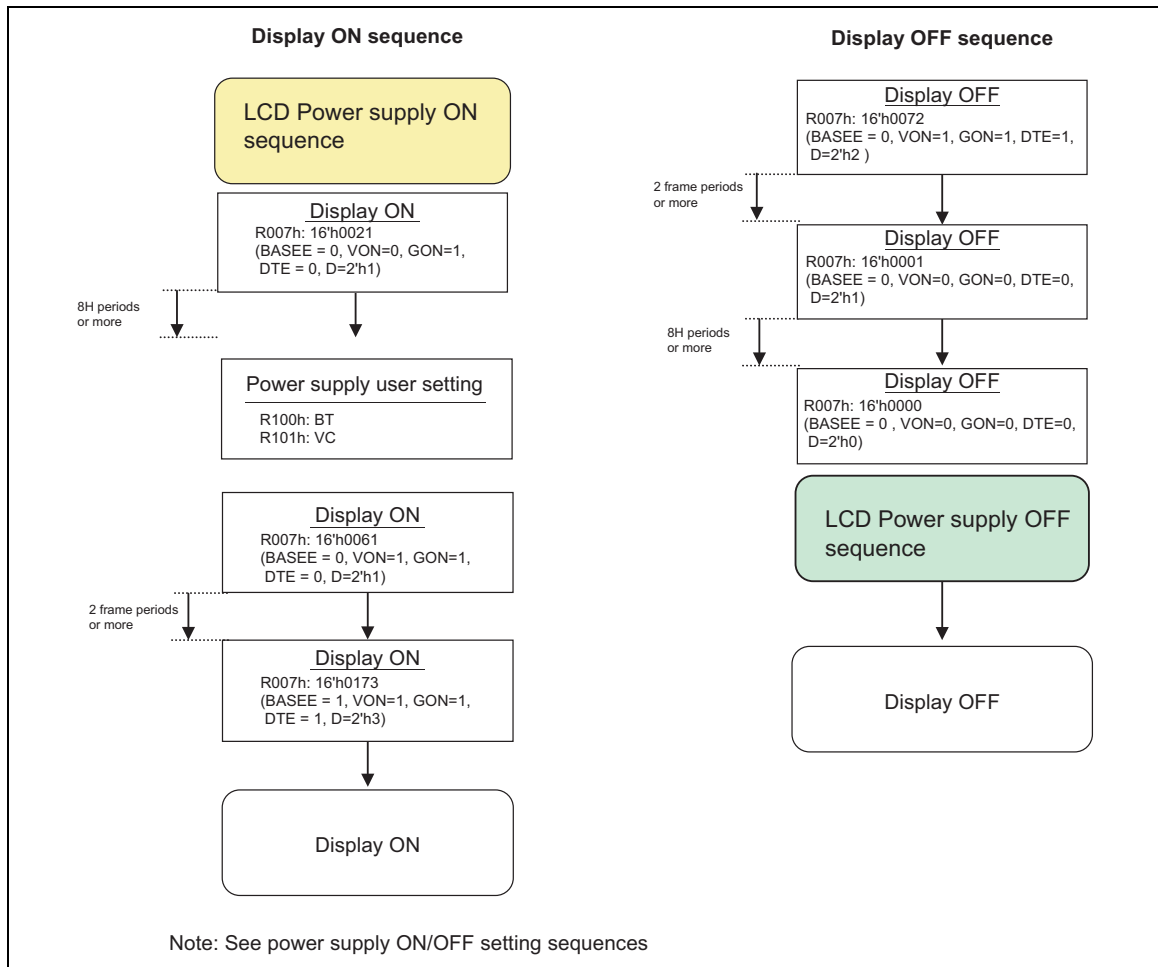 Display ON sequence
LCD Power supply ON
sequence
Display ON
R007h: 16'h0021
(BASEE = 0, VON=0, GON=1,
DTE = 0, D=2'h1)
8H periods
or more
Power supply user setting
R100h: BT
R101h: VC
Display ON
R007h: 16'h0061
(BASEE = 0, VON=1, GON=1,
DTE = 0, D=2'h1)
2 frame periods
or more
Display ON
R007h: 16'h0173
(BASEE = 1, VON=1, GON=1,
DTE = 1, D=2'h3)
Display ON
Display OFF sequence
Display OFF
R007h: 16'h0072
(BASEE = 0, VON=1, GON=1, DTE=1,
D=2'h2 )
2 frame periods
or more
Display OFF
R007h: 16'h0001
(BASEE = 0, VON=0, GON=0, DTE=0,
D=2'h1)
8H periods
or more
Display OFF
R007h: 16'h0000
(BASEE = 0 , VON=0, GON=0, DTE=0,
D=2'h0)
LCD Power supply OFF
sequence
Display OFF
Note: See power supply ON/OFF setting sequences